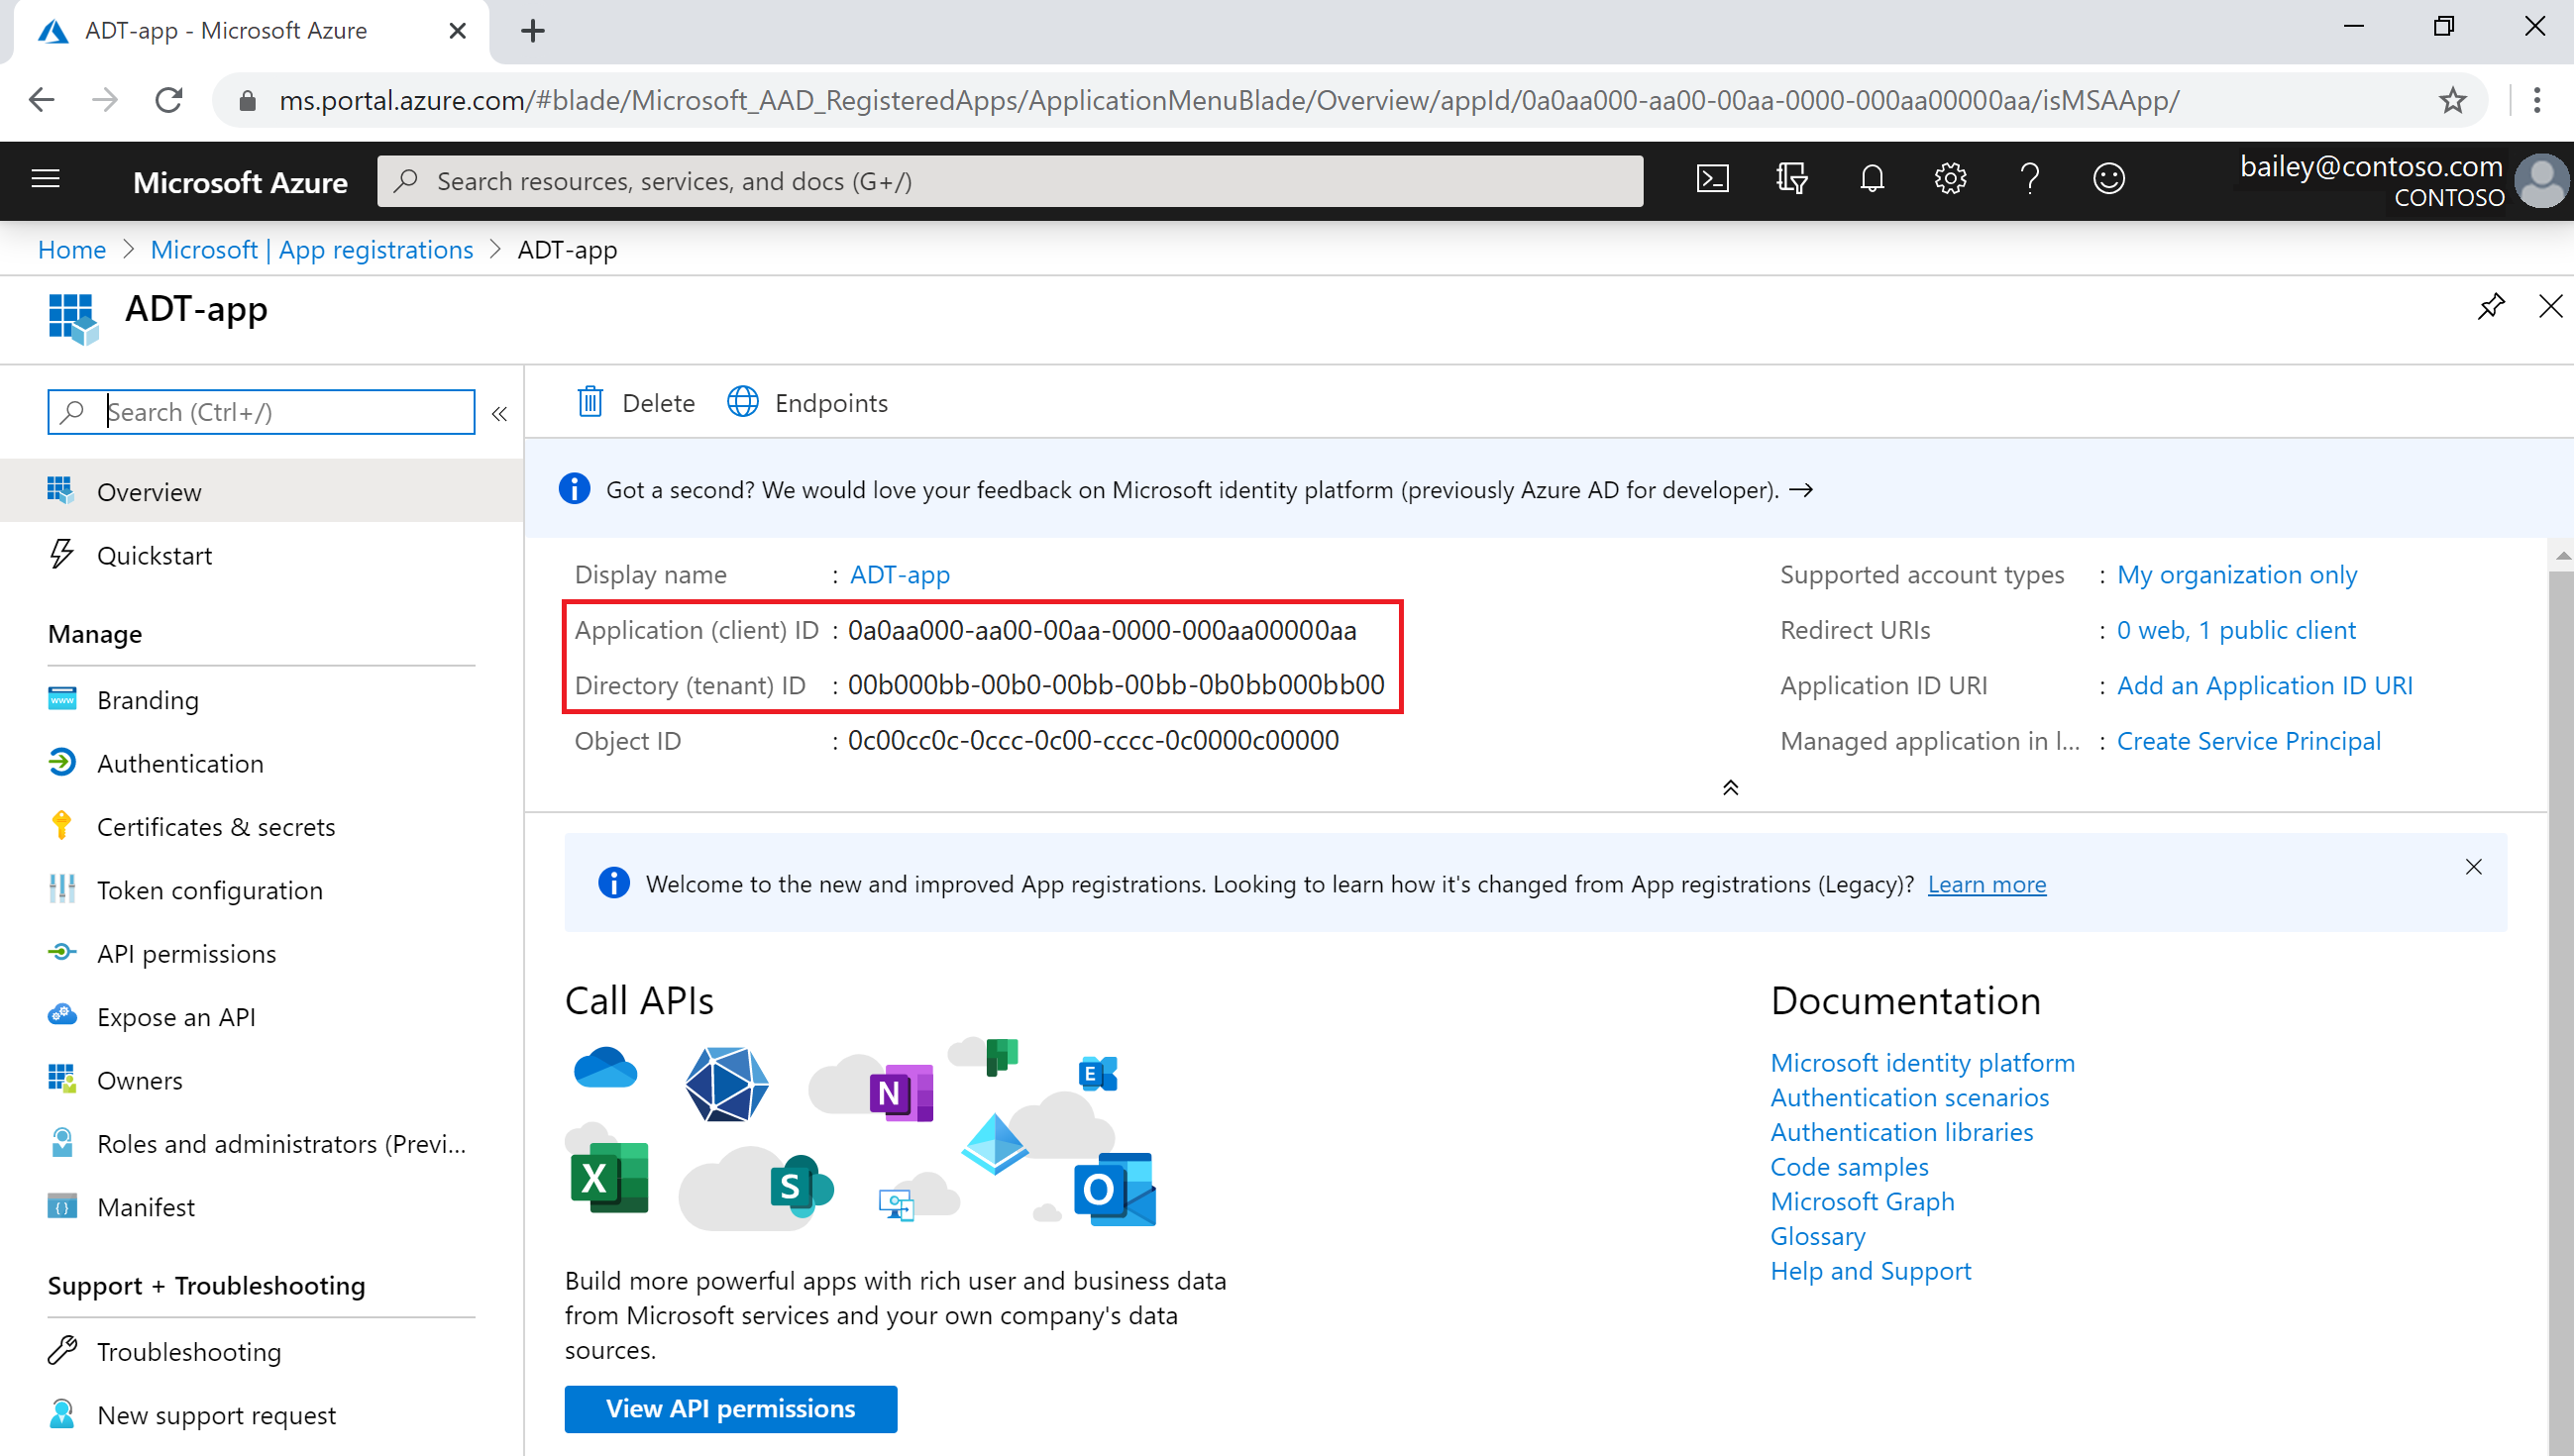 ADT-app - Microsoft Azure
ms.portal.azure.com/#blade/Microsoft_AAD_RegisteredApps/ApplicationMenuBlade/Overview/appId/0a0aa000-aa00-00aa-0000-000aa00000aa/isMSAApp/
Microsoft Azure
Search resources, services, and docs (G+/)
bailey@contoso.com
CONTOSO
Home > Microsoft | App registrations > ADT-app
ADT-app
Search (Ctrl+/)
Overview
Quickstart
Manage
Branding
Authentication
Certificates & secrets
Token configuration
API permissions
Expose an API
Owners
Roles and administrators (Previ...
Manifest
Support + Troubleshooting
Troubleshooting
New support request
Delete
Endpoints
Got a second? We would love your feedback on Microsoft identity platform (previously Azure AD for developer). →
Display name : ADT-app
Application (client) ID : 0a0aa000-aa00-00aa-0000-000aa00000aa
Directory (tenant) ID : 00b000bb-00b0-00bb-00bb-0b0bb000bb00
Object ID : 0c00cc0c-0ccc-0c00-cccc-0c0000c00000
Supported account types : My organization only
Redirect URIs : 0 web, 1 public client
Application ID URI : Add an Application ID URI
Managed application in l... : Create Service Principal
Welcome to the new and improved App registrations. Looking to learn how it's changed from App registrations (Legacy)? Learn more
Call APIs
N
E
X
S
O
Build more powerful apps with rich user and business data
from Microsoft services and your own company's data
sources.
View API permissions
Documentation
Microsoft identity platform
Authentication scenarios
Authentication libraries
Code samples
Microsoft Graph
Glossary
Help and Support